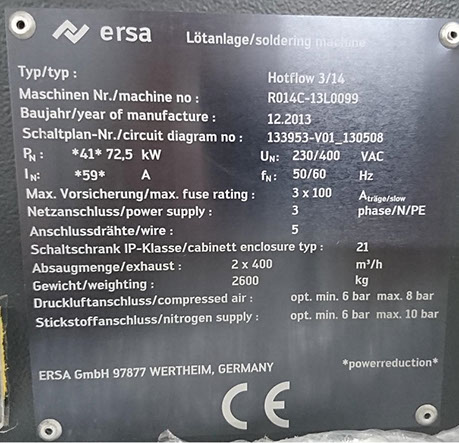 ersa Lötanlage/soldering machine
Typ/typ : Hotflow 3/14
Maschinen Nr./machine no : R014C-13L0099
Baujahr/year of manufacture : 12.2013
Schaltplan-Nr./circuit diagram no : 133953-V01_130508
PN : *41* 72,5 kW UN: 230/400 VAC
IN: *59* A fN: 50/60 Hz
Max. Vorsicherung/max. fuse rating : 3 x 100 Aträge/slow
Netzanschluss/power supply : 3 phase/N/PE
Anschlussdrähte/wire : 5
Schaltschrank IP-Klasse/cabinett enclosure typ : 21
Absaugmenge/exhaust : 2 x 400 m³/h
Gewicht/weighting : 2600 kg
Druckluftanschluss/compressed air : opt. min. 6 bar max. 8 bar
Stickstoffanschluss/nitrogen supply : opt. min. 6 bar max. 10 bar
ERSA GmbH 97877 WERTHEIM, GERMANY *powerreduction*
CE